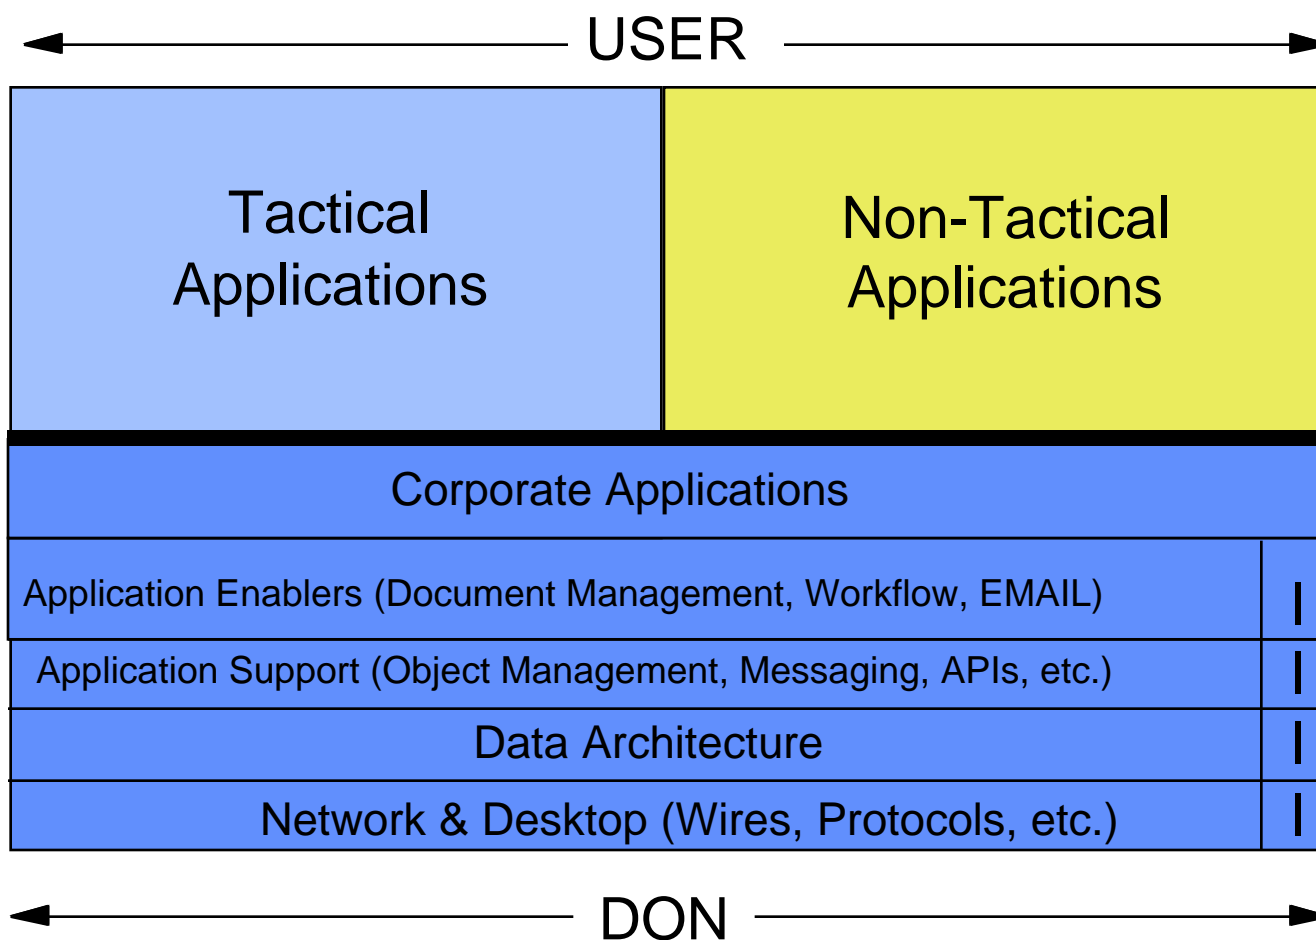 USER
Tactical
Applications
Non-Tactical
Applications
Corporate Applications
Application Enablers (Document Management, Workflow, EMAIL)
I
Application Support (Object Management, Messaging, APIs, etc.)
I
Data Architecture
I
Network & Desktop (Wires, Protocols, etc.)
I
DON